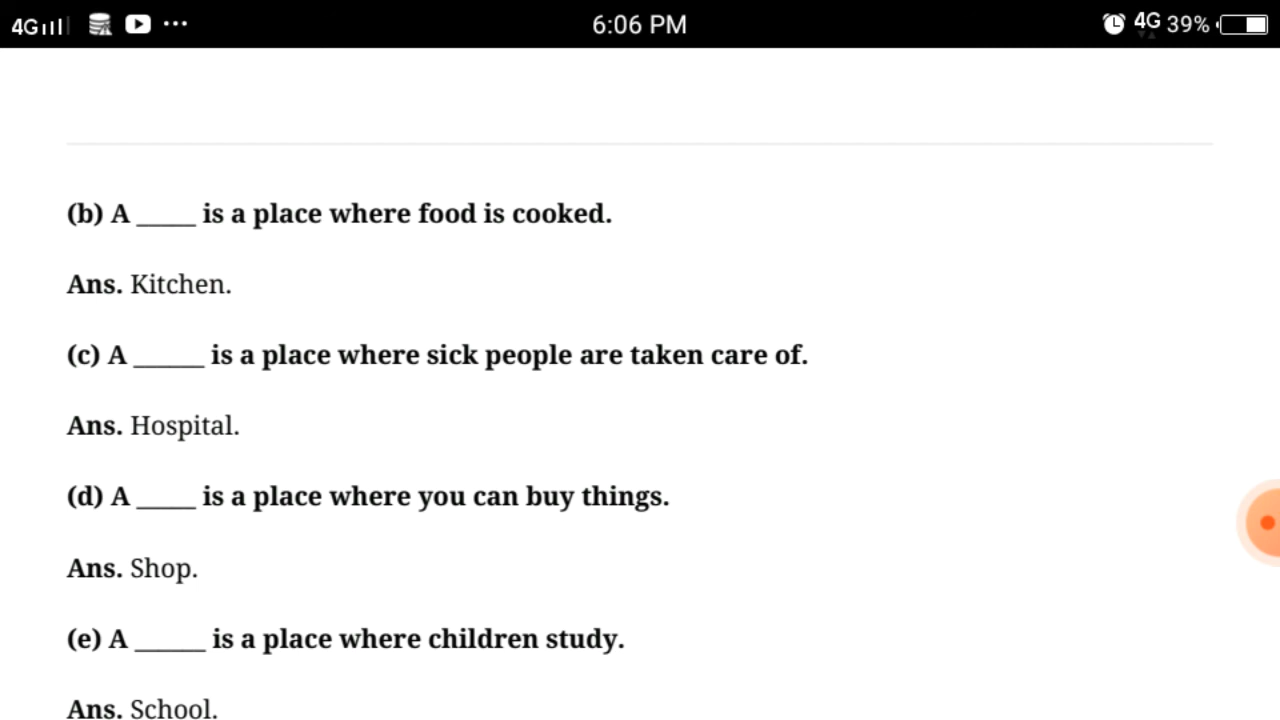 4G 6:06 PM 4G 39%
(b) A _____ is a place where food is cooked.
Ans. Kitchen.
(c) A ______ is a place where sick people are taken care of.
Ans. Hospital.
(d) A _____ is a place where you can buy things.
Ans. Shop.
(e) A ______ is a place where children study.
Ans. School.